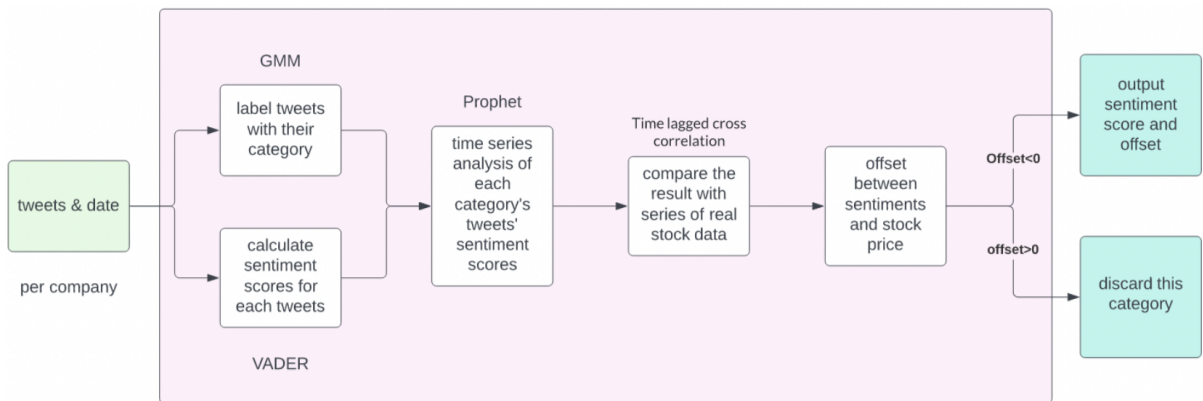 tweets & date
per company
GMM
label tweets
with their
category
calculate
sentiment
scores for
each tweets
VADER
Prophet
time series
analysis of
each
category's
tweets'
sentiment
scores
Time lagged cross
correlation
compare the
result with
series of real
stock data
offset
between
sentiments
and stock
price
Offset<0
offset>0
output
sentiment
score and
offset
discard this
category